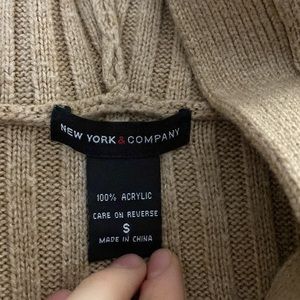 NEW YORK & COMPANY
100% ACRYLIC
CARE ON REVERSE
S
MADE IN CHINA